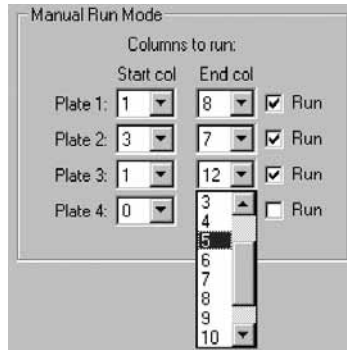 Manual Run Mode
Columns to run:
Start col End col
Plate 1: 1 8 Run
Plate 2: 3 7 Run
Plate 3: 1 12 Run
Plate 4: 0 Run
3
4
5
6
7
8
9
10